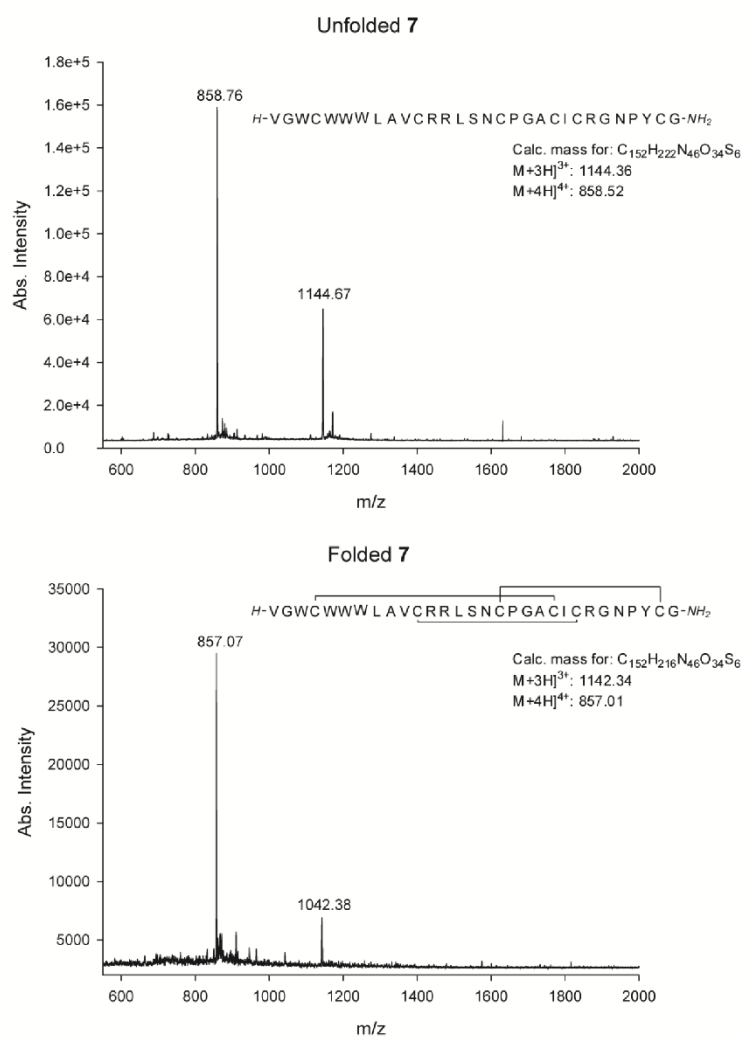 Unfolded 7
1.8e+5
1.6e+5
1.4e+5
1.2e+5
1.0e+5
8.0e+4
6.0e+4
4.0e+4
2.0e+4
0.0
Abs. Intensity
858.76
1144.67
H-VGWCWWWLAVCRRLSNCPGACICRGNPYCG-NH2
Calc. mass for: C152H222N46O34S6
M+3H]3+: 1144.36
M+4H]4+: 858.52
600 800 1000 1200 1400 1600 1800 2000
m/z
Folded 7
35000
30000
25000
20000
15000
10000
5000
Abs. Intensity
857.07
1042.38
H-VGWCWWWLAVCRRLSNCPGACICRGNPYCG-NH2
Calc. mass for: C152H216N46O34S6
M+3H]3+: 1142.34
M+4H]4+: 857.01
600 800 1000 1200 1400 1600 1800 2000
m/z